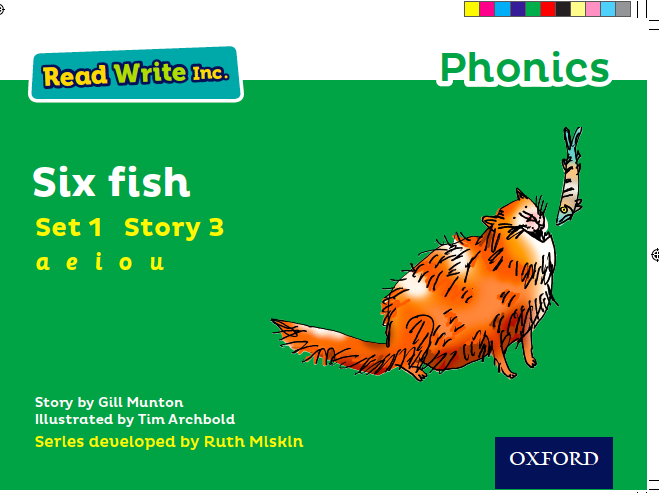 Read Write Inc.
Phonics
Six fish
Set 1 Story 3
a e i o u
Story by Gill Munton
Illustrated by Tim Archbold
Series developed by Ruth Miskin
OXFORD